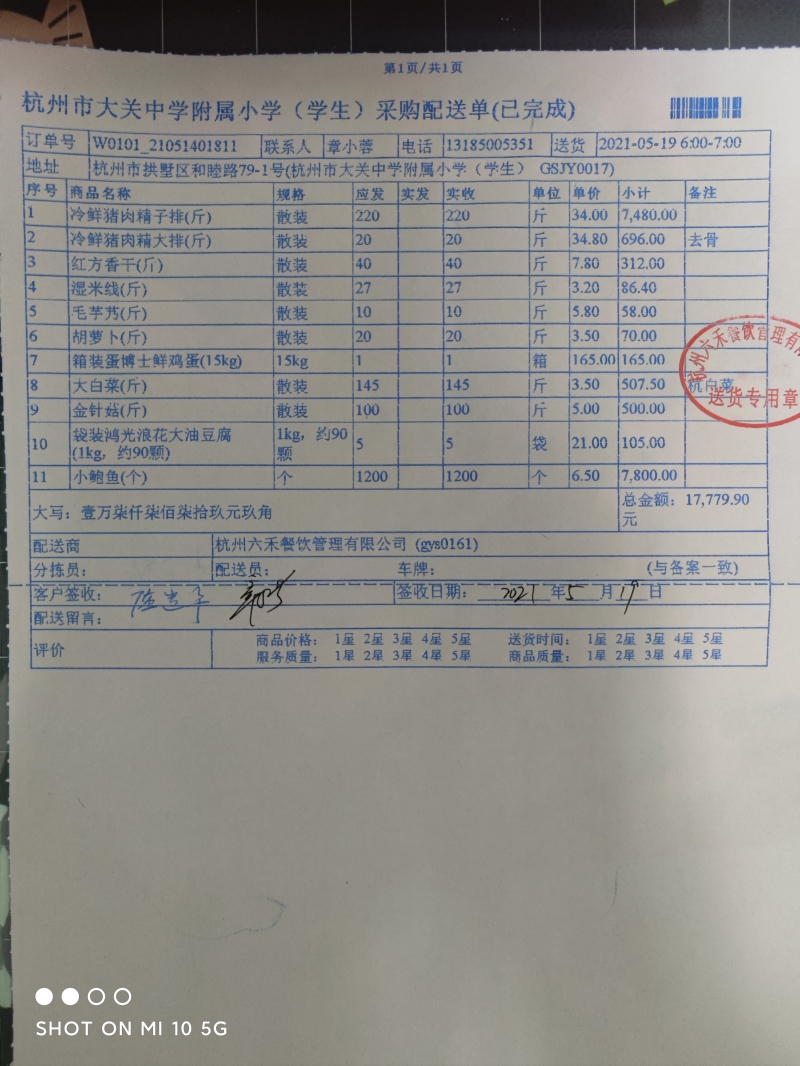 第1页/共1页
杭州市大关中学附属小学（学生）采购配送单(已完成)
订单号 W0101_21051401811 联系人 章小蓉 电话 13185005351 送货 2021-05-19 6:00-7:00
地址 杭州市拱墅区和睦路79-1号(杭州市大关中学附属小学（学生） GSJY0017)
序号 商品名称 规格 应发 实发 实收 单位 单价 小计 备注
1 冷鲜猪肉精子排(斤) 散装 220 220 斤 34.00 7,480.00
2 冷鲜猪肉精大排(斤) 散装 20 20 斤 34.80 696.00 去骨
3 红方香干(斤) 散装 40 40 斤 7.80 312.00
4 湿米线(斤) 散装 27 27 斤 3.20 86.40
5 毛芋艿(斤) 散装 10 10 斤 5.80 58.00
6 胡萝卜(斤) 散装 20 20 斤 3.50 70.00
7 箱装蛋博士鲜鸡蛋(15kg) 15kg 1 1 箱 165.00 165.00
8 大白菜(斤) 散装 145 145 斤 3.50 507.50 杭白菜
9 金针菇(斤) 散装 100 100 斤 5.00 500.00
10 袋装鸿光浪花大油豆腐(1kg，约90颗) 1kg，约90颗 5 5 袋 21.00 105.00
11 小鲍鱼(个) 个 1200 1200 个 6.50 7,800.00
杭州六禾餐饮管理有
送货专用章
大写：壹万柒仟柒佰柒拾玖元玖角 总金额：17,779.90元
配送商 杭州六禾餐饮管理有限公司 (gys0161)
分拣员： 配送员： 车牌： (与备案一致)
客户签收： 签收日期： 2021 年 5 月 19 日
配送留言：
评价 商品价格： 1星 2星 3星 4星 5星 送货时间： 1星 2星 3星 4星 5星
服务质量： 1星 2星 3星 4星 5星 商品质量： 1星 2星 3星 4星 5星
SHOT ON MI 10 5G